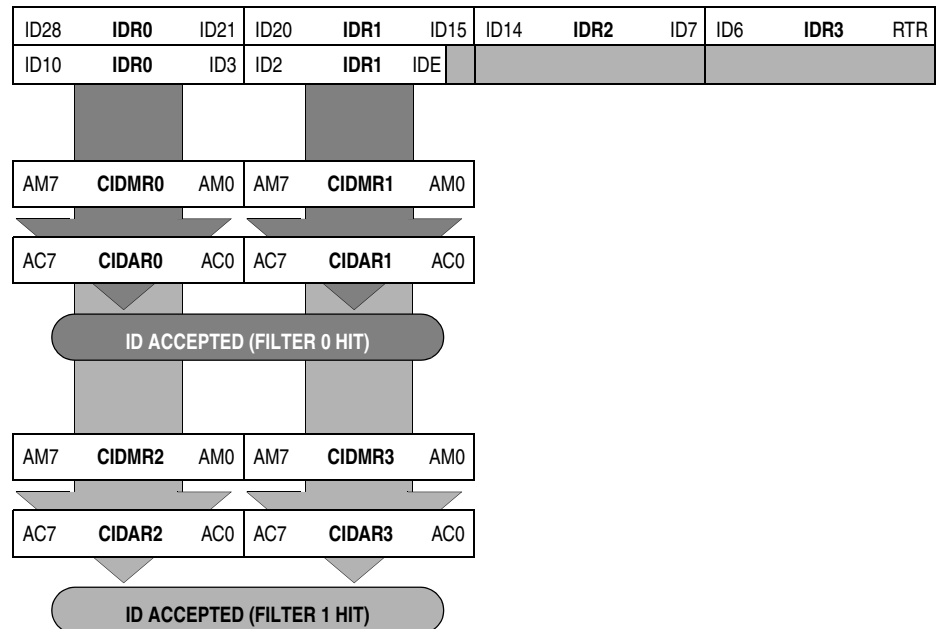 ID28 IDR0 ID21 ID20 IDR1 ID15 ID14 IDR2 ID7 ID6 IDR3 RTR
ID10 IDR0 ID3 ID2 IDR1 IDE
AM7 CIDMR0 AM0 AM7 CIDMR1 AM0
AC7 CIDAR0 AC0 AC7 CIDAR1 AC0
ID ACCEPTED (FILTER 0 HIT)
AM7 CIDMR2 AM0 AM7 CIDMR3 AM0
AC7 CIDAR2 AC0 AC7 CIDAR3 AC0
ID ACCEPTED (FILTER 1 HIT)